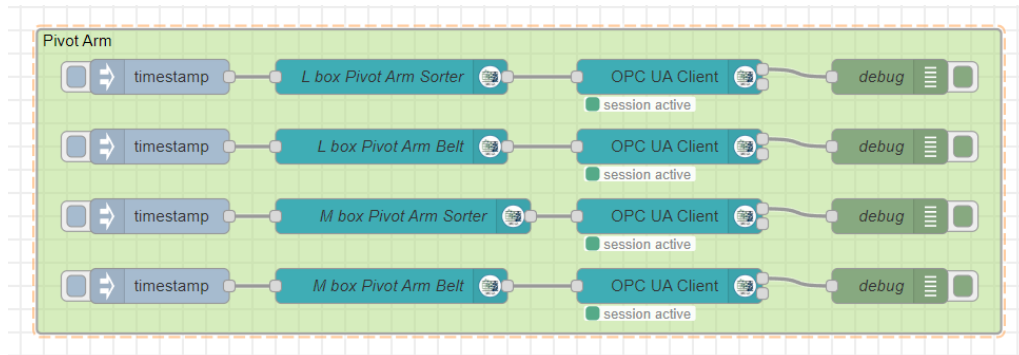 Pivot Arm
timestamp L box Pivot Arm Sorter OPC UA Client debug
session active
timestamp L box Pivot Arm Belt OPC UA Client debug
session active
timestamp M box Pivot Arm Sorter OPC UA Client debug
session active
timestamp M box Pivot Arm Belt OPC UA Client debug
session active